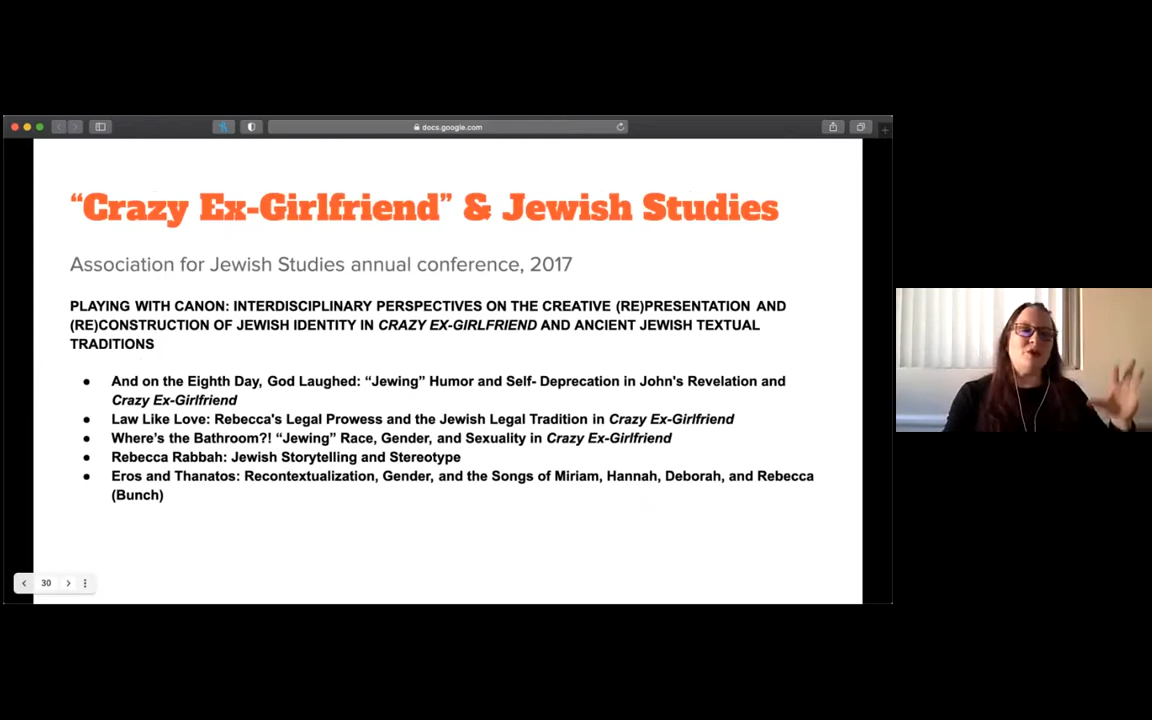 docs.google.com
“Crazy Ex-Girlfriend” & Jewish Studies
Association for Jewish Studies annual conference, 2017
PLAYING WITH CANON: INTERDISCIPLINARY PERSPECTIVES ON THE CREATIVE (RE)PRESENTATION AND
(RE)CONSTRUCTION OF JEWISH IDENTITY IN CRAZY EX-GIRLFRIEND AND ANCIENT JEWISH TEXTUAL
TRADITIONS
● And on the Eighth Day, God Laughed: “Jewing” Humor and Self- Deprecation in John's Revelation and
Crazy Ex-Girlfriend
● Law Like Love: Rebecca's Legal Prowess and the Jewish Legal Tradition in Crazy Ex-Girlfriend
● Where’s the Bathroom?! “Jewing” Race, Gender, and Sexuality in Crazy Ex-Girlfriend
● Rebecca Rabbah: Jewish Storytelling and Stereotype
● Eros and Thanatos: Recontextualization, Gender, and the Songs of Miriam, Hannah, Deborah, and Rebecca
(Bunch)
30